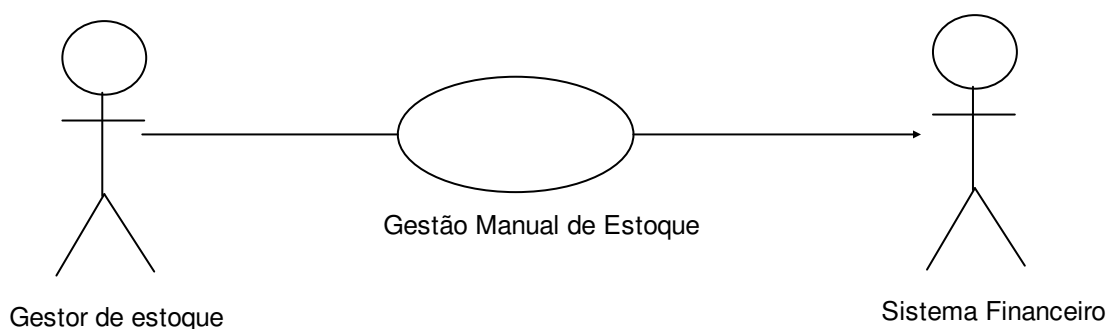 Gestão Manual de Estoque
Gestor de estoque
Sistema Financeiro